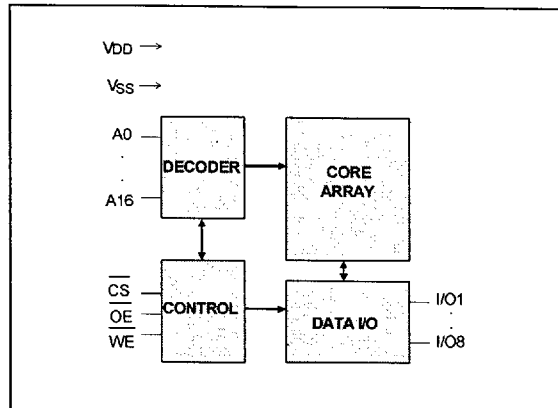 VDD
VSS
A0
.
.
A16
DECODER
CORE
ARRAY
CS
OE
WE
CONTROL
DATA I/O
I/O1
.
.
I/O8